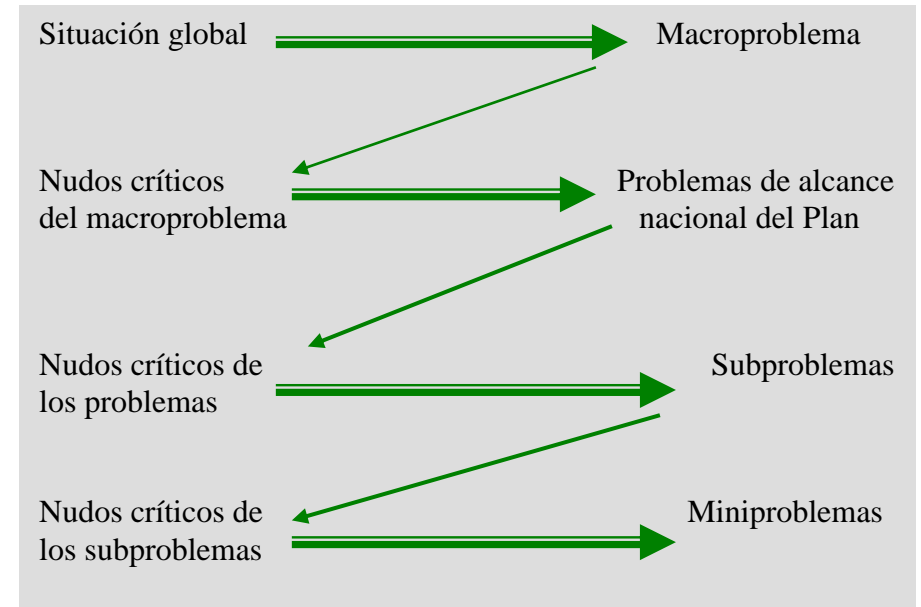 Situación global
Macroproblema
Nudos críticos
del macroproblema
Problemas de alcance
nacional del Plan
Nudos críticos de
los problemas
Subproblemas
Nudos críticos de
los subproblemas
Miniproblemas